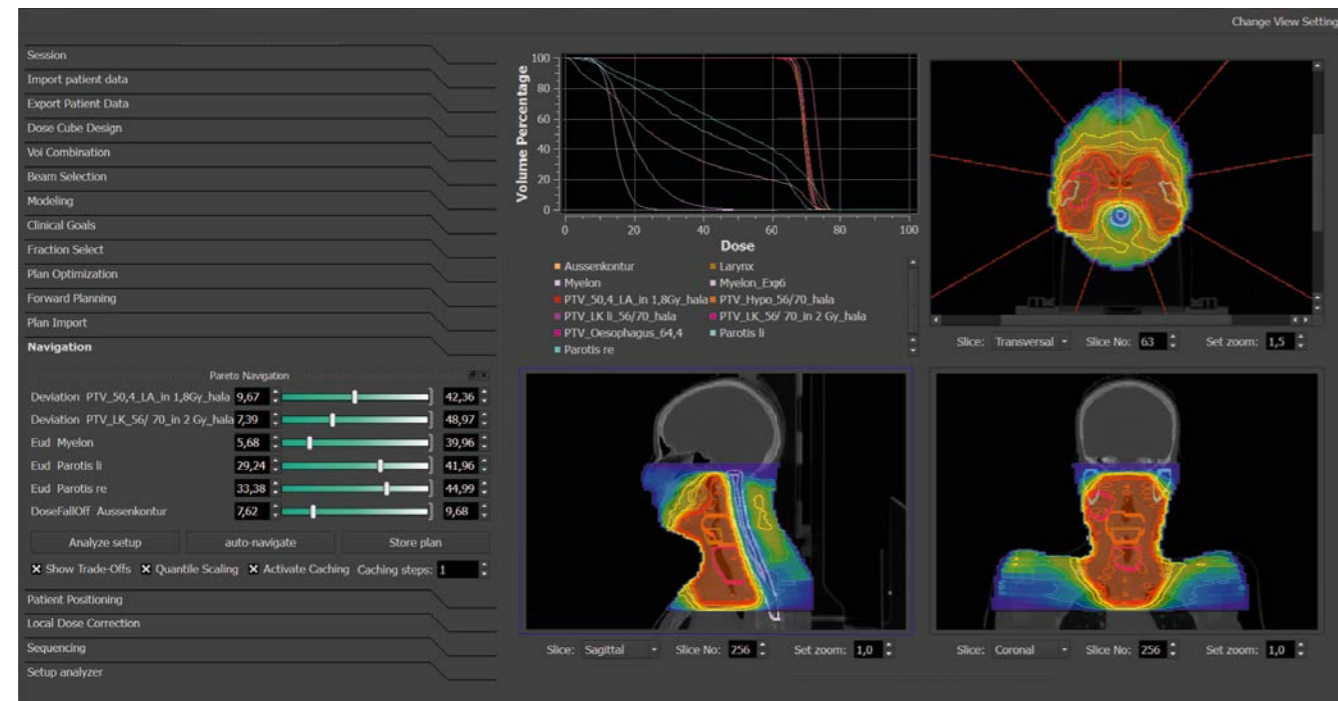 Change View Setting
Session
Import patient data
Export Patient Data
Dose Cube Design
Voi Combination
Beam Selection
Modeling
Clinical Goals
Fraction Select
Plan Optimization
Forward Planning
Plan Import
Navigation
Pareto Navigation
Deviation PTV_50,4_LA_in 1,8Gy_hala 9,67 42,36
Deviation PTV_LK_56/ 70_in 2 Gy_hala 7,39 48,97
Eud Myelon 5,68 39,96
Eud Parotis li 29,24 41,96
Eud Parotis re 33,38 44,99
DoseFallOff Aussenkontur 7,62 9,68
Analyze setup auto-navigate Store plan
Show Trade-Offs Quantile Scaling Activate Caching Caching steps: 1
Patient Positioning
Local Dose Correction
Sequencing
Setup analyzer
Volume Percentage
100
80
60
40
20
0
0 20 40 60 80 100
Dose
Aussenkontur Larynx
Myelon Myelon_Exp6
PTV_50,4_LA_in 1,8Gy_hala PTV_Hypo_56/70_hala
PTV_LK li_56/70_hala PTV_LK_56/ 70_in 2 Gy_hala
PTV_Oesophagus_64,4 Parotis li
Parotis re
Slice: Transversal Slice No: 63 Set zoom: 1,5
Slice: Sagittal Slice No: 256 Set zoom: 1,0
Slice: Coronal Slice No: 256 Set zoom: 1,0